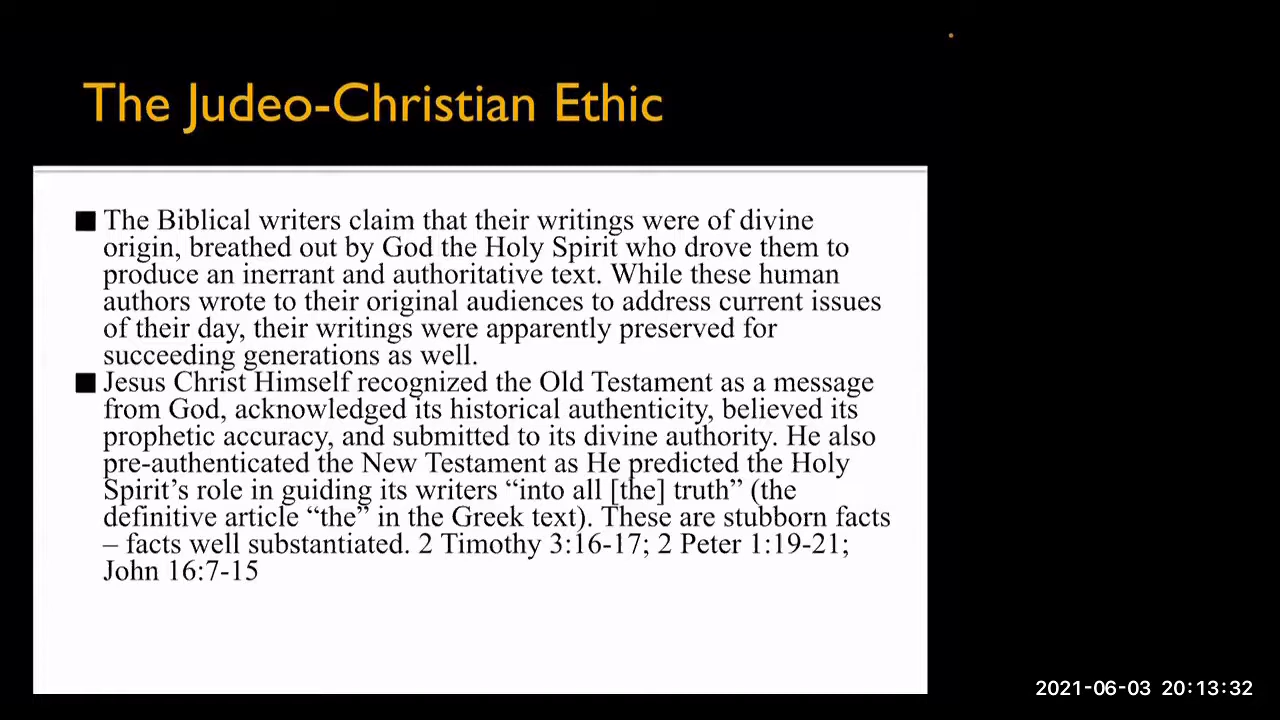 The Judeo-Christian Ethic
■ The Biblical writers claim that their writings were of divine
origin, breathed out by God the Holy Spirit who drove them to
produce an inerrant and authoritative text. While these human
authors wrote to their original audiences to address current issues
of their day, their writings were apparently preserved for
succeeding generations as well.
■ Jesus Christ Himself recognized the Old Testament as a message
from God, acknowledged its historical authenticity, believed its
prophetic accuracy, and submitted to its divine authority. He also
pre-authenticated the New Testament as He predicted the Holy
Spirit’s role in guiding its writers “into all [the] truth” (the
definitive article “the” in the Greek text). These are stubborn facts
– facts well substantiated. 2 Timothy 3:16-17; 2 Peter 1:19-21;
John 16:7-15
2021-06-03 20:13:32